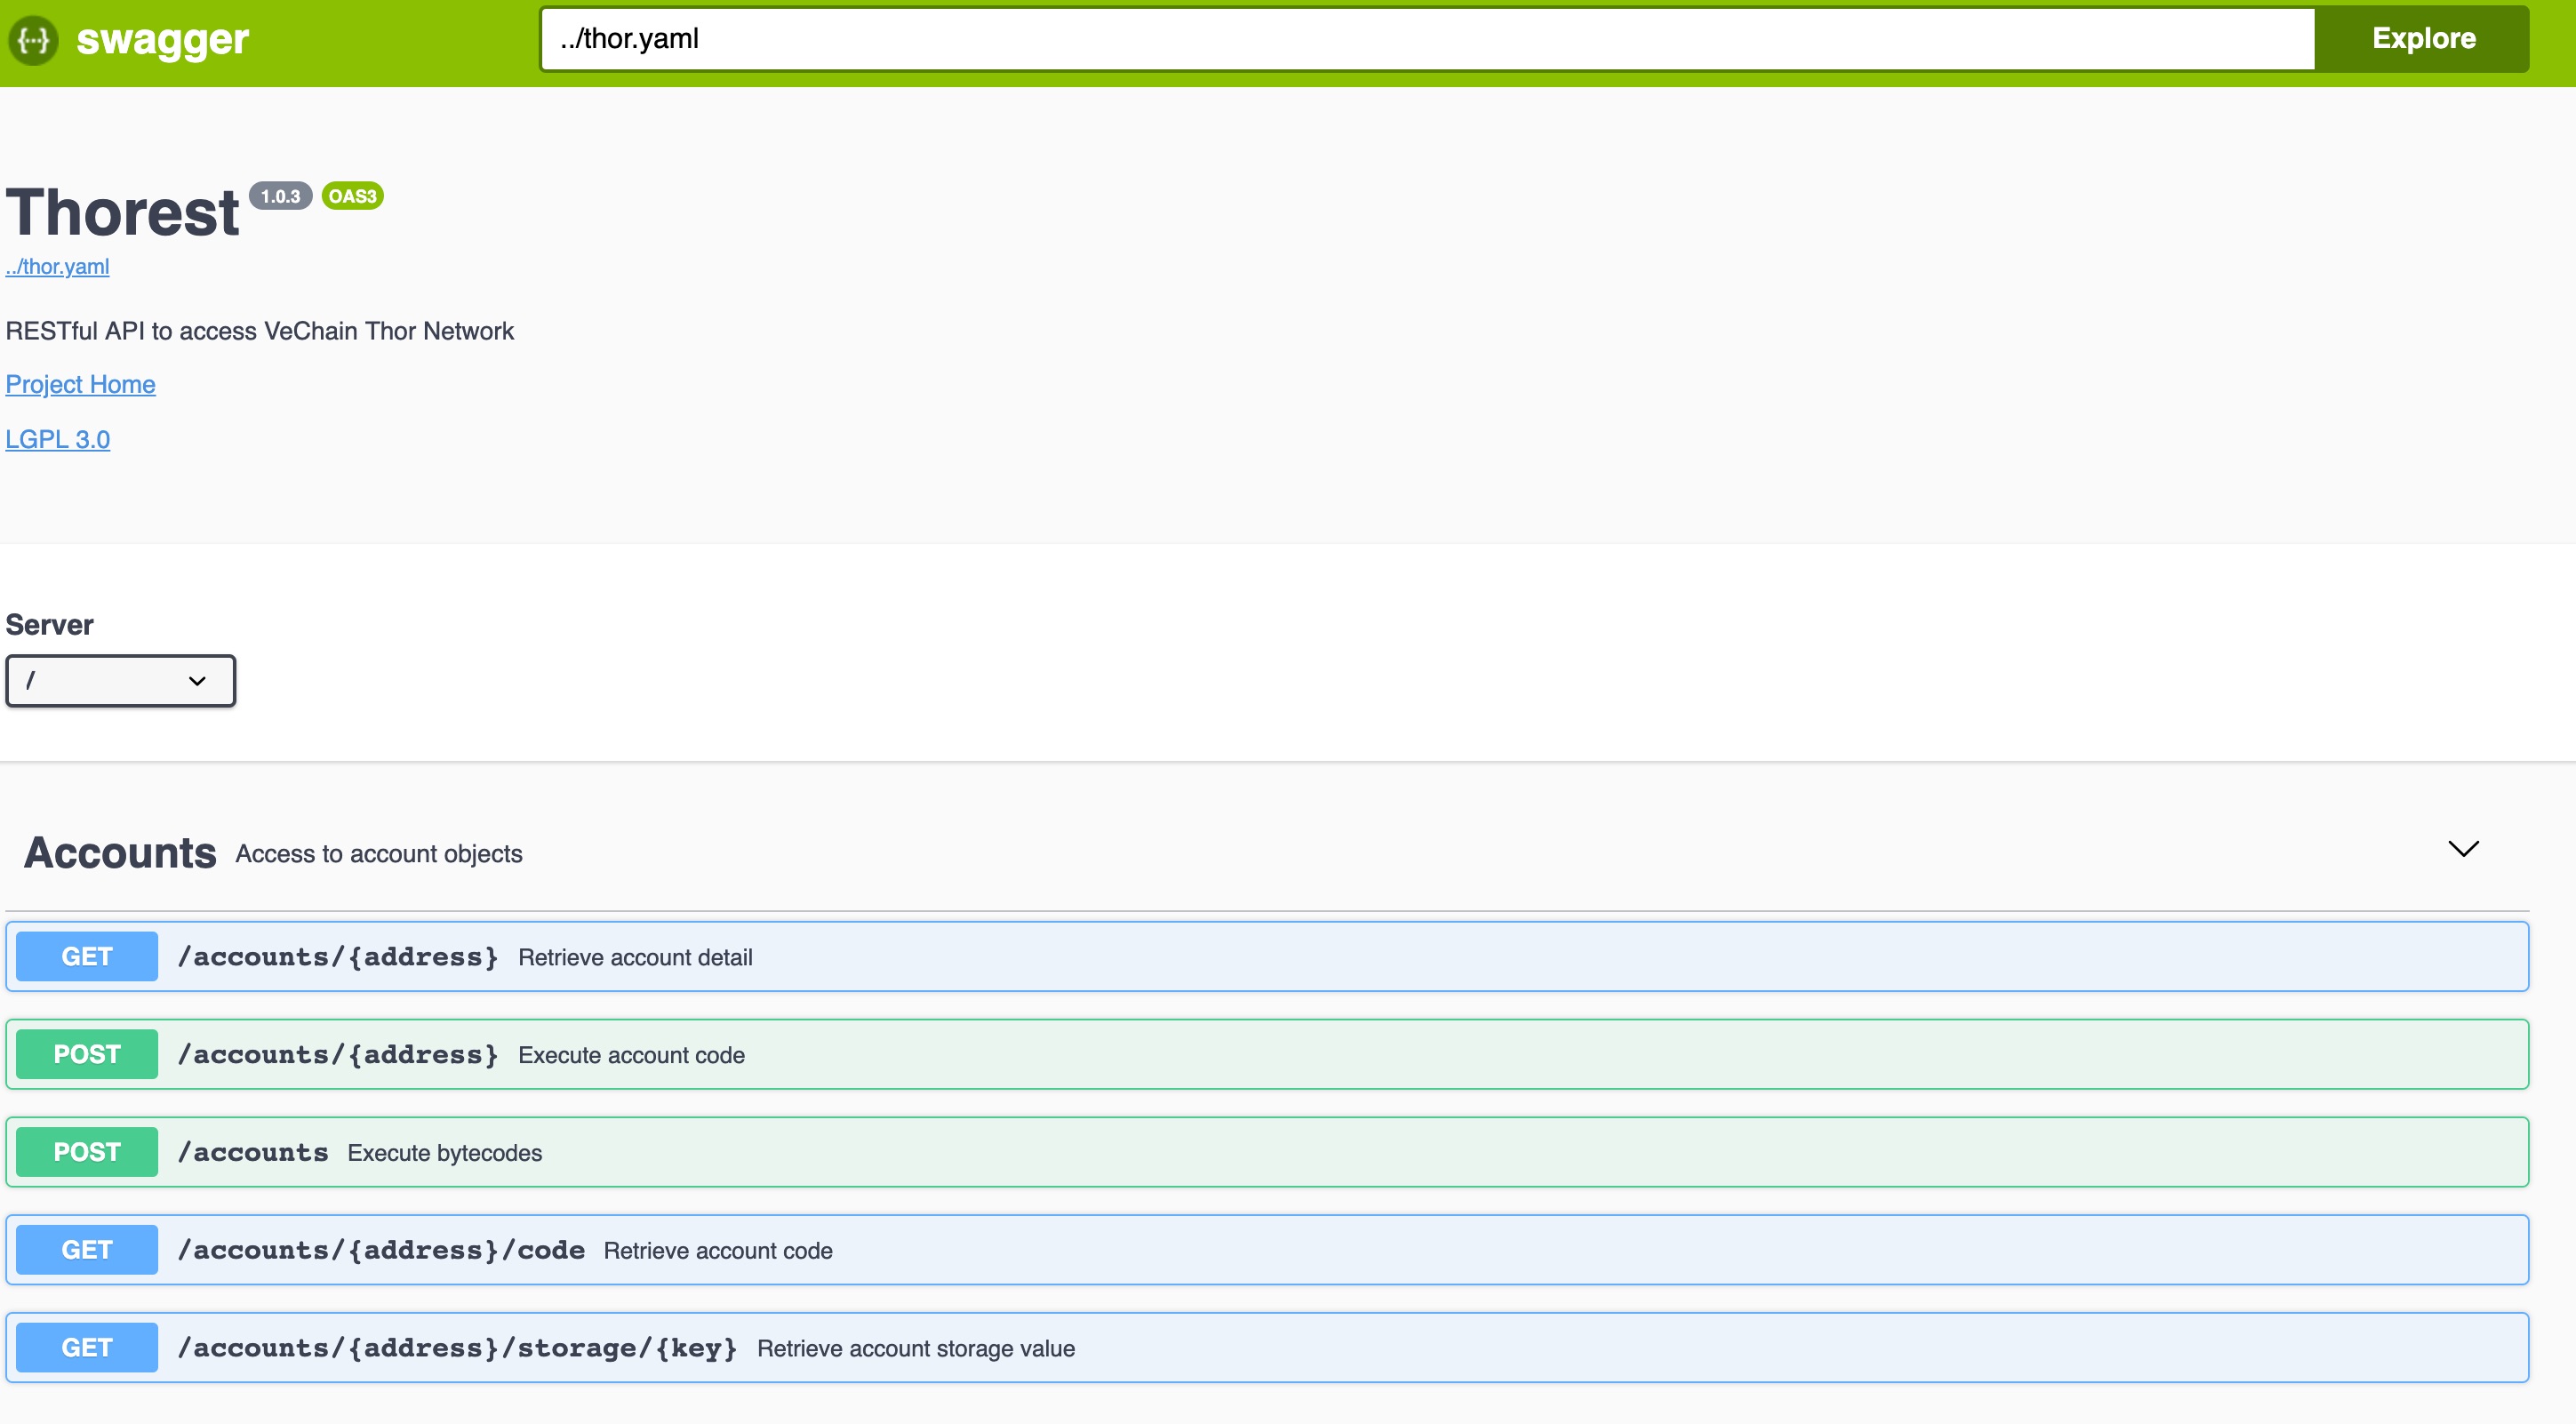 {...} swagger
../thor.yaml
Explore
Thorest 1.0.3 OAS3
../thor.yaml
RESTful API to access VeChain Thor Network
Project Home
LGPL 3.0
Server
/
Accounts Access to account objects
GET /accounts/{address} Retrieve account detail
POST /accounts/{address} Execute account code
POST /accounts Execute bytecodes
GET /accounts/{address}/code Retrieve account code
GET /accounts/{address}/storage/{key} Retrieve account storage value